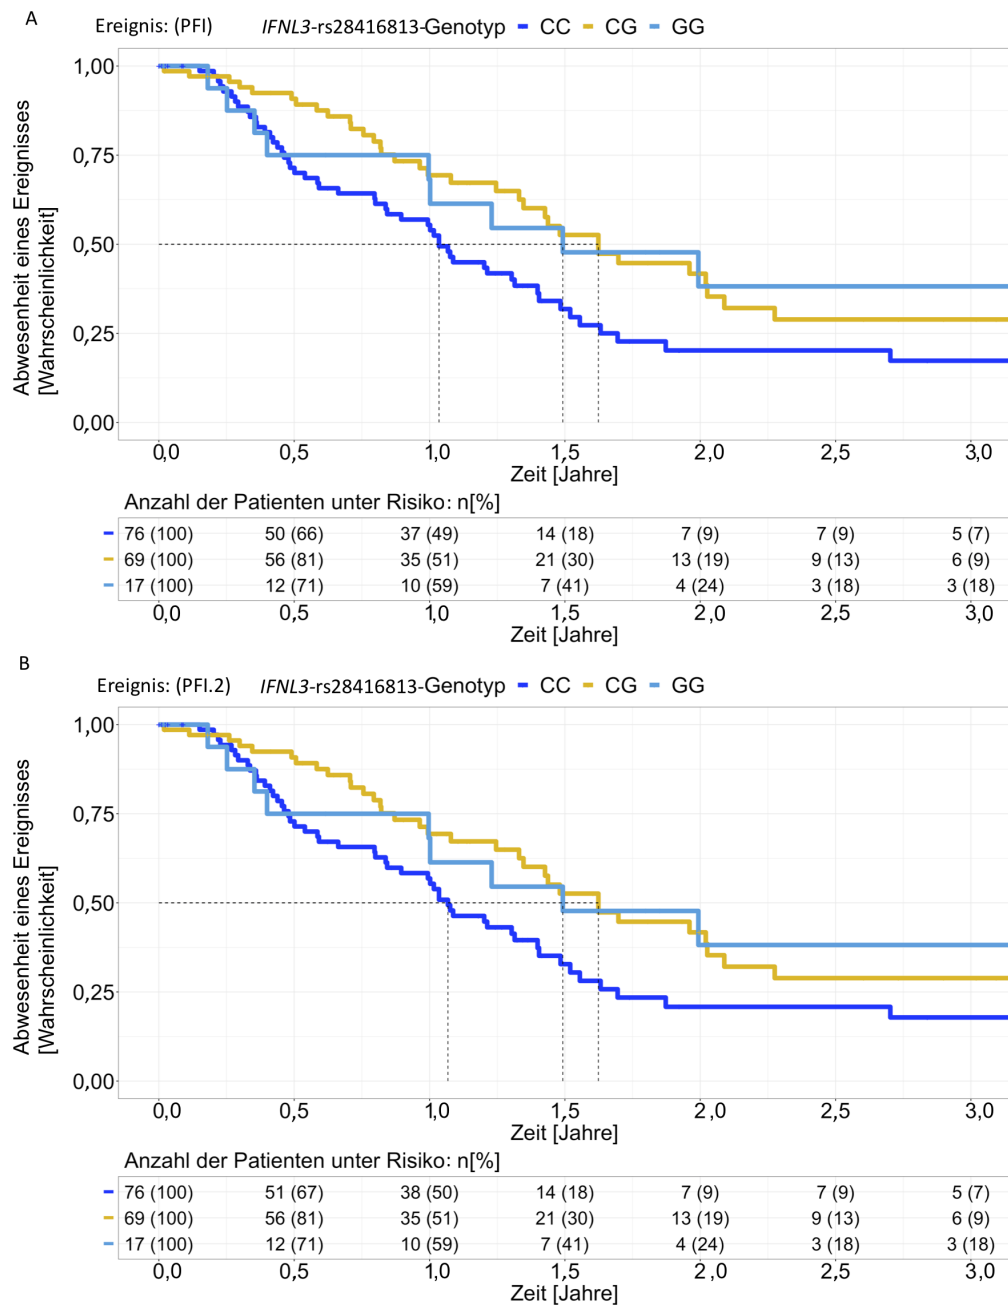 A
Ereignis: (PFI) IFNL3-rs28416813-Genotyp CC CG GG
Abwesenheit eines Ereignisses
[Wahrscheinlichkeit]
1,00
0,75
0,50
0,25
0,00
0,0 0,5 1,0 1,5 2,0 2,5 3,0
Zeit [Jahre]
Anzahl der Patienten unter Risiko: n[%]
76 (100) 50 (66) 37 (49) 14 (18) 7 (9) 7 (9) 5 (7)
69 (100) 56 (81) 35 (51) 21 (30) 13 (19) 9 (13) 6 (9)
17 (100) 12 (71) 10 (59) 7 (41) 4 (24) 3 (18) 3 (18)
0,0 0,5 1,0 1,5 2,0 2,5 3,0
Zeit [Jahre]
B
Ereignis: (PFI.2) IFNL3-rs28416813-Genotyp CC CG GG
Abwesenheit eines Ereignisses
[Wahrscheinlichkeit]
1,00
0,75
0,50
0,25
0,00
0,0 0,5 1,0 1,5 2,0 2,5 3,0
Zeit [Jahre]
Anzahl der Patienten unter Risiko: n[%]
76 (100) 51 (67) 38 (50) 14 (18) 7 (9) 7 (9) 5 (7)
69 (100) 56 (81) 35 (51) 21 (30) 13 (19) 9 (13) 6 (9)
17 (100) 12 (71) 10 (59) 7 (41) 4 (24) 3 (18) 3 (18)
0,0 0,5 1,0 1,5 2,0 2,5 3,0
Zeit [Jahre]